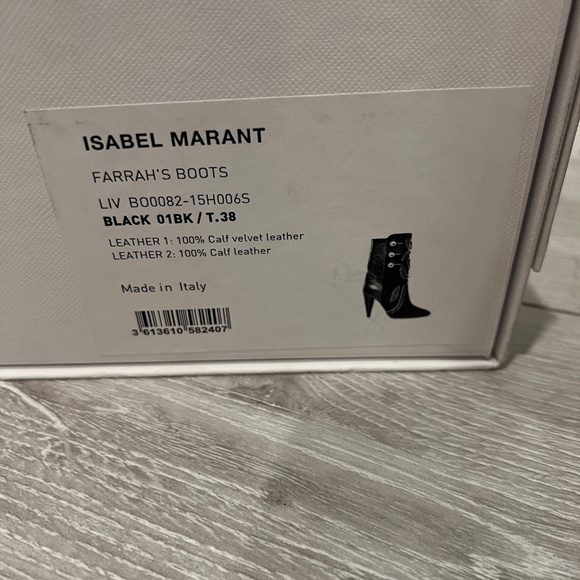 ISABEL MARANT
FARRAH'S BOOTS
LIV BO0082-15H006S
BLACK 01BK / T.38
LEATHER 1: 100% Calf velvet leather
LEATHER 2: 100% Calf leather
Made in Italy
3 613610 582407